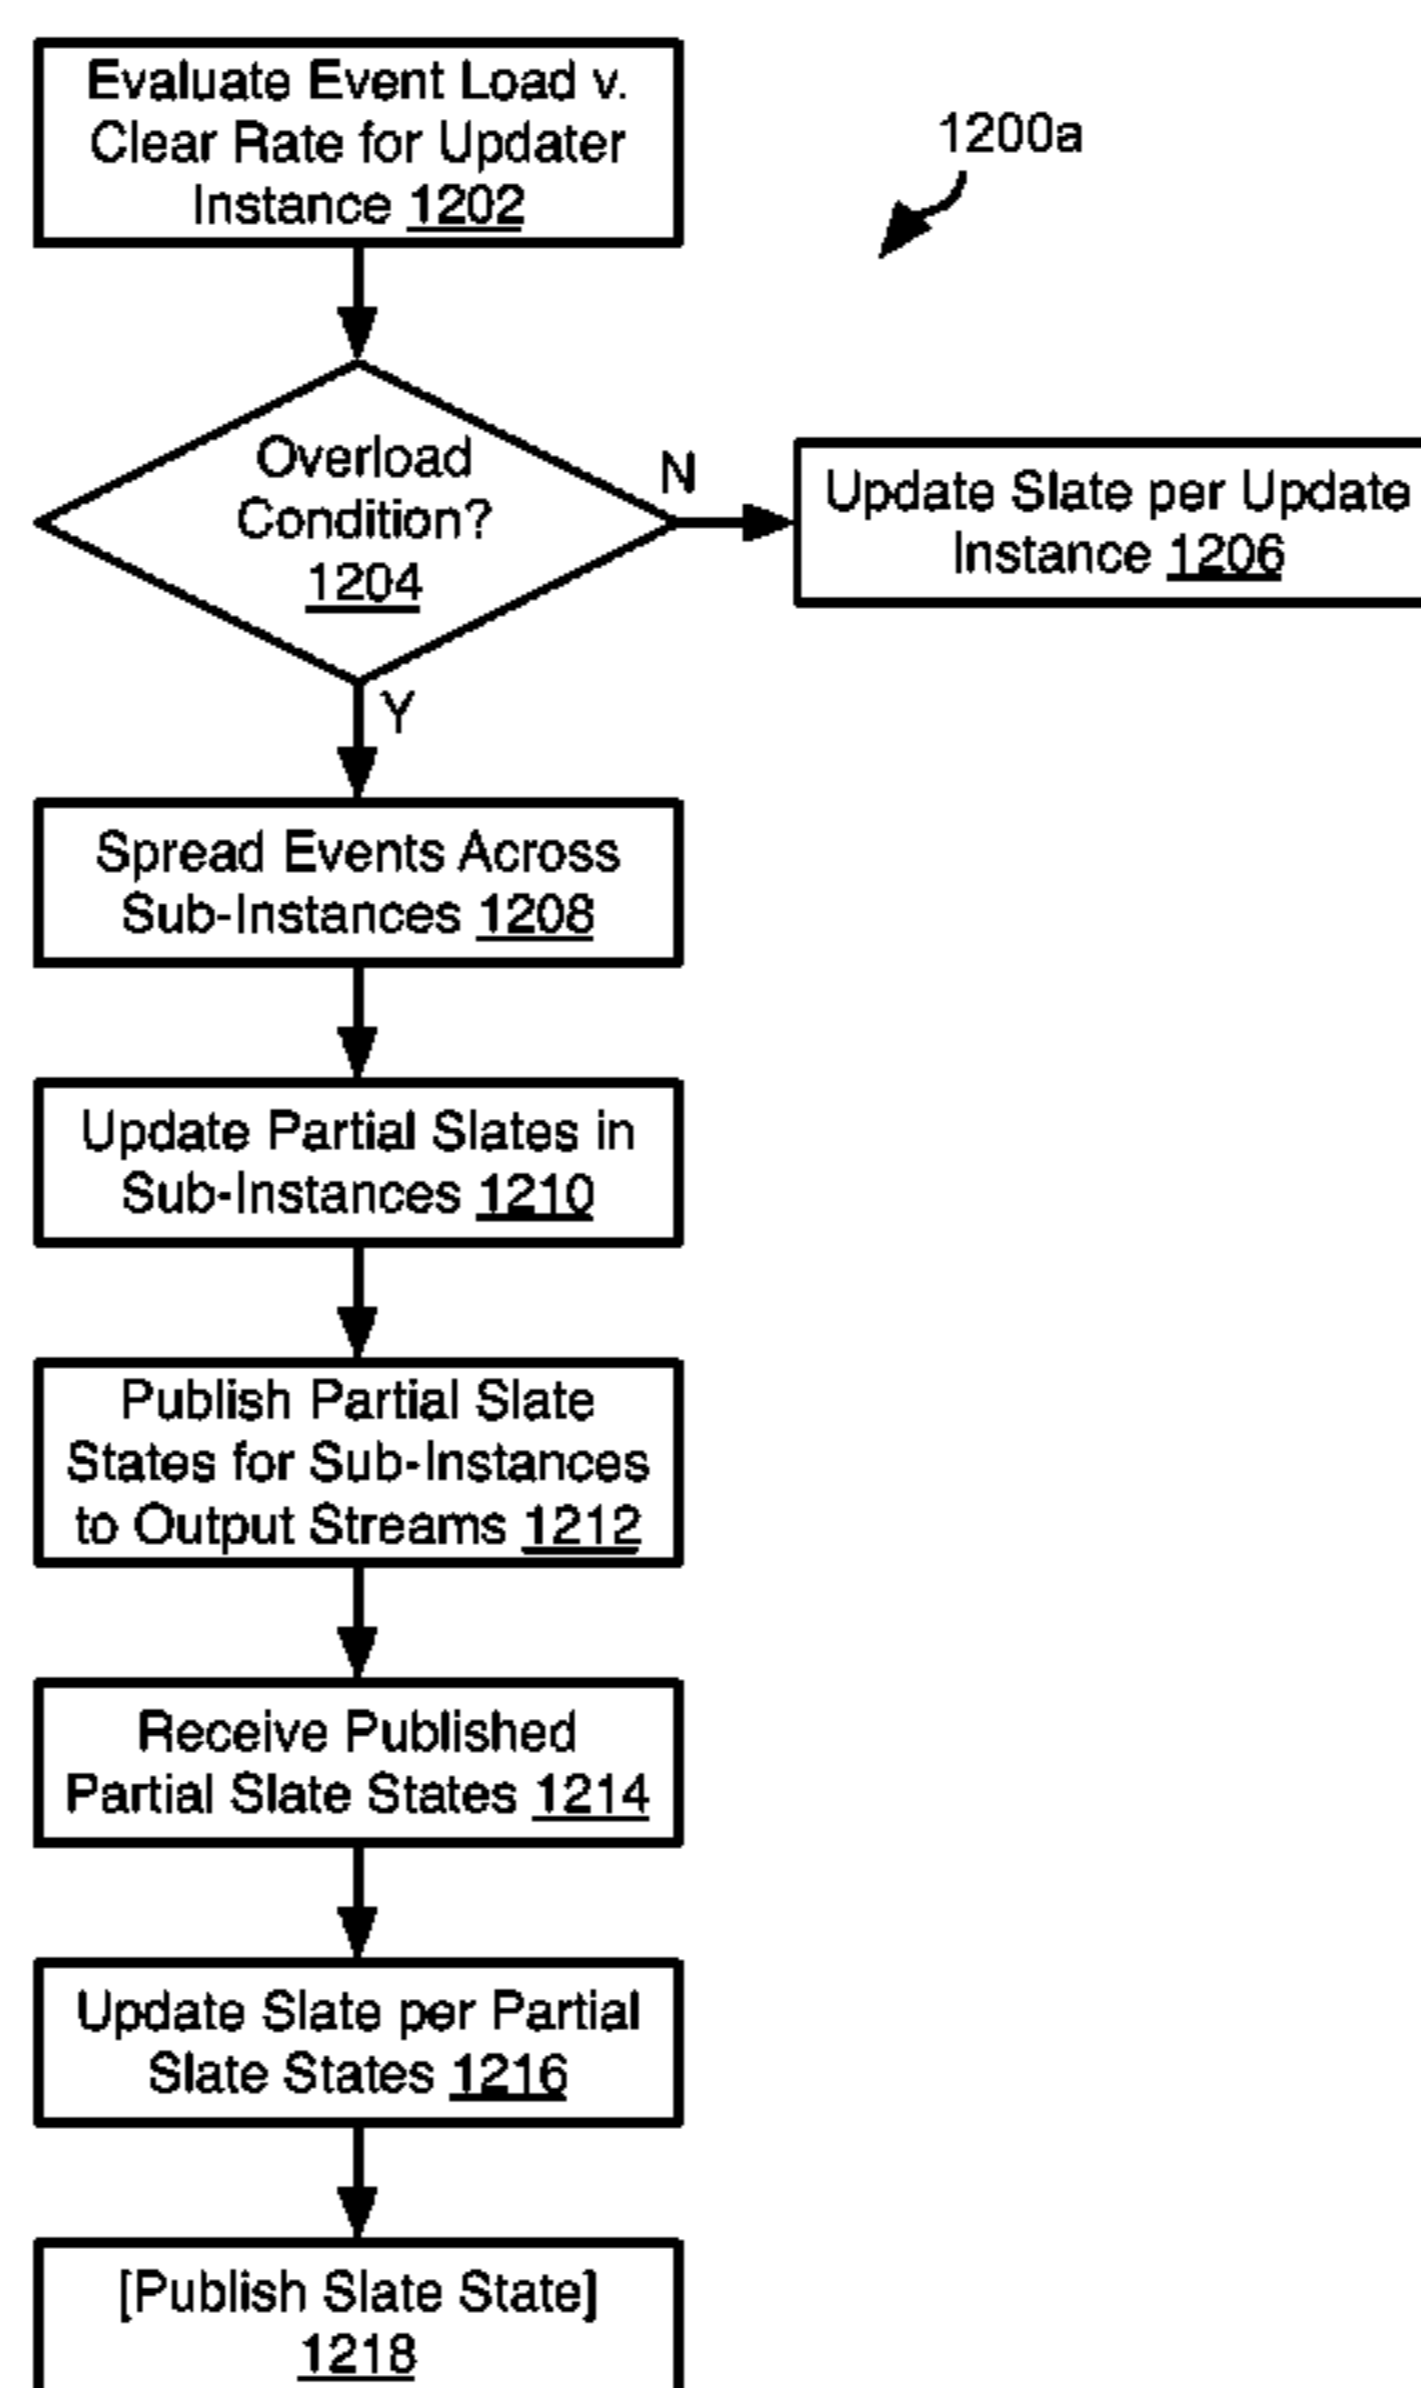 Evaluate Event Load v.
Clear Rate for Updater
Instance 1202
1200a
Overload
Condition?
1204
N
Update Slate per Update
Instance 1206
Y
Spread Events Across
Sub-Instances 1208
Update Partial Slates in
Sub-Instances 1210
Publish Partial Slate
States for Sub-Instances
to Output Streams 1212
Receive Published
Partial Slate States 1214
Update Slate per Partial
Slate States 1216
[Publish Slate State]
1218